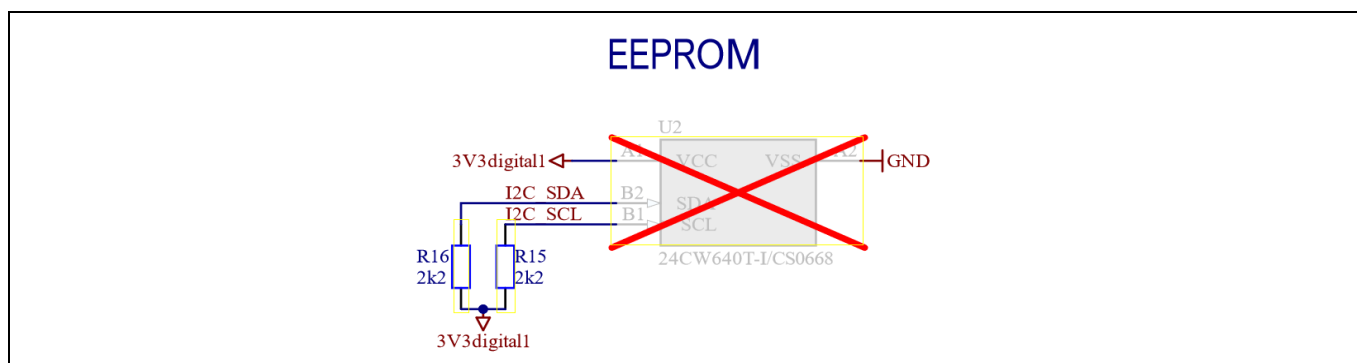 EEPROM
U2
3V3digital1
A1
VCC
VSS
A2
GND
I2C_SDA
B2
SDA
I2C_SCL
B1
SCL
24CW640T-I/CS0668
R16
2k2
R15
2k2
3V3digital1